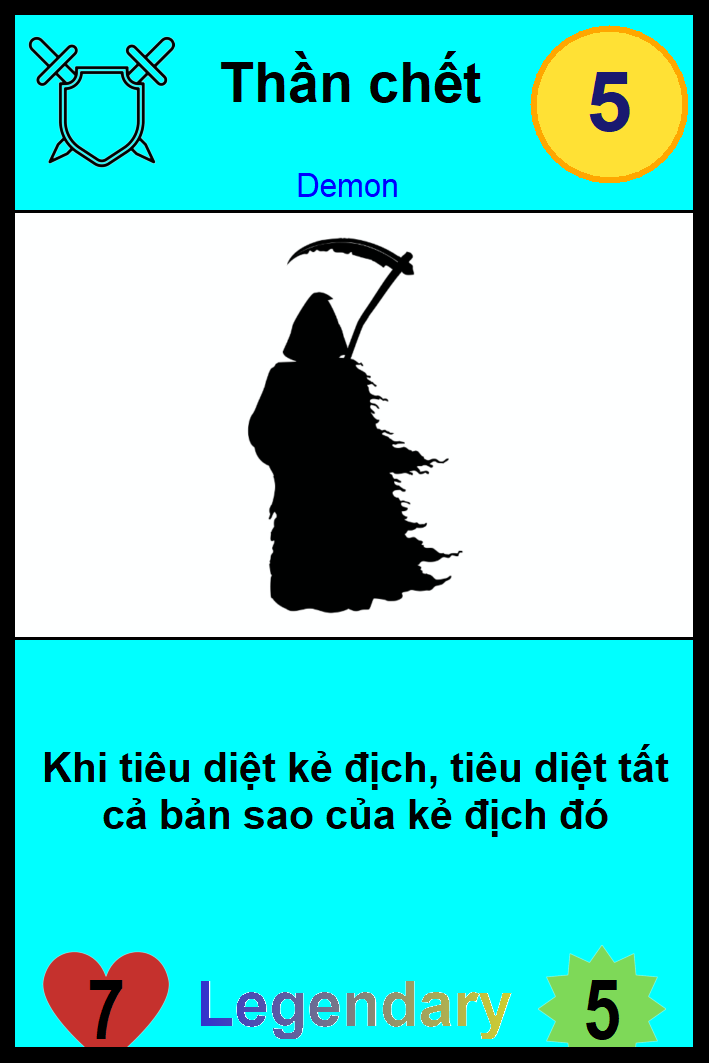 Thần chết
5
Demon
Khi tiêu diệt kẻ địch, tiêu diệt tất
cả bản sao của kẻ địch đó
7
Legendary
5